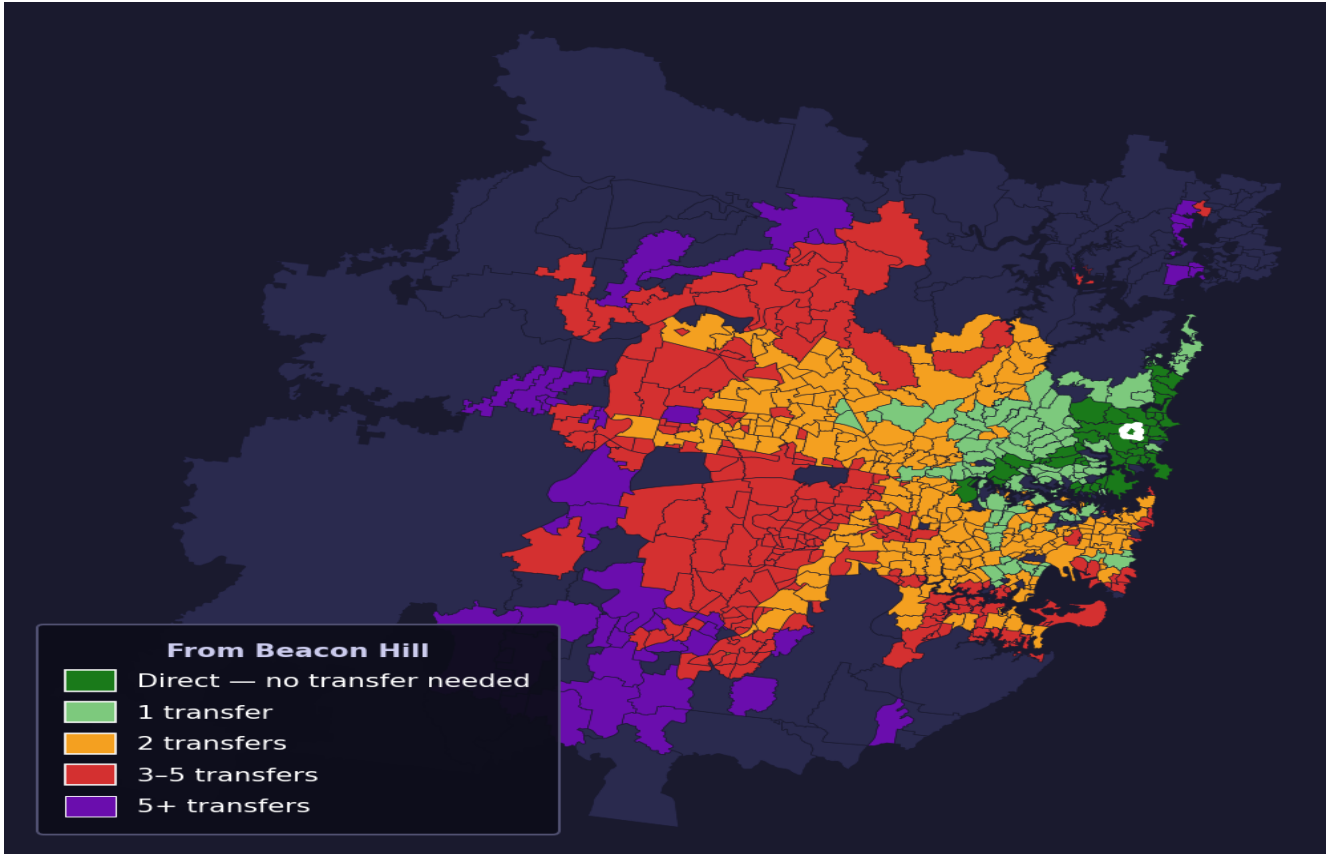 From Beacon Hill
Direct — no transfer needed
1 transfer
2 transfers
3–5 transfers
5+ transfers